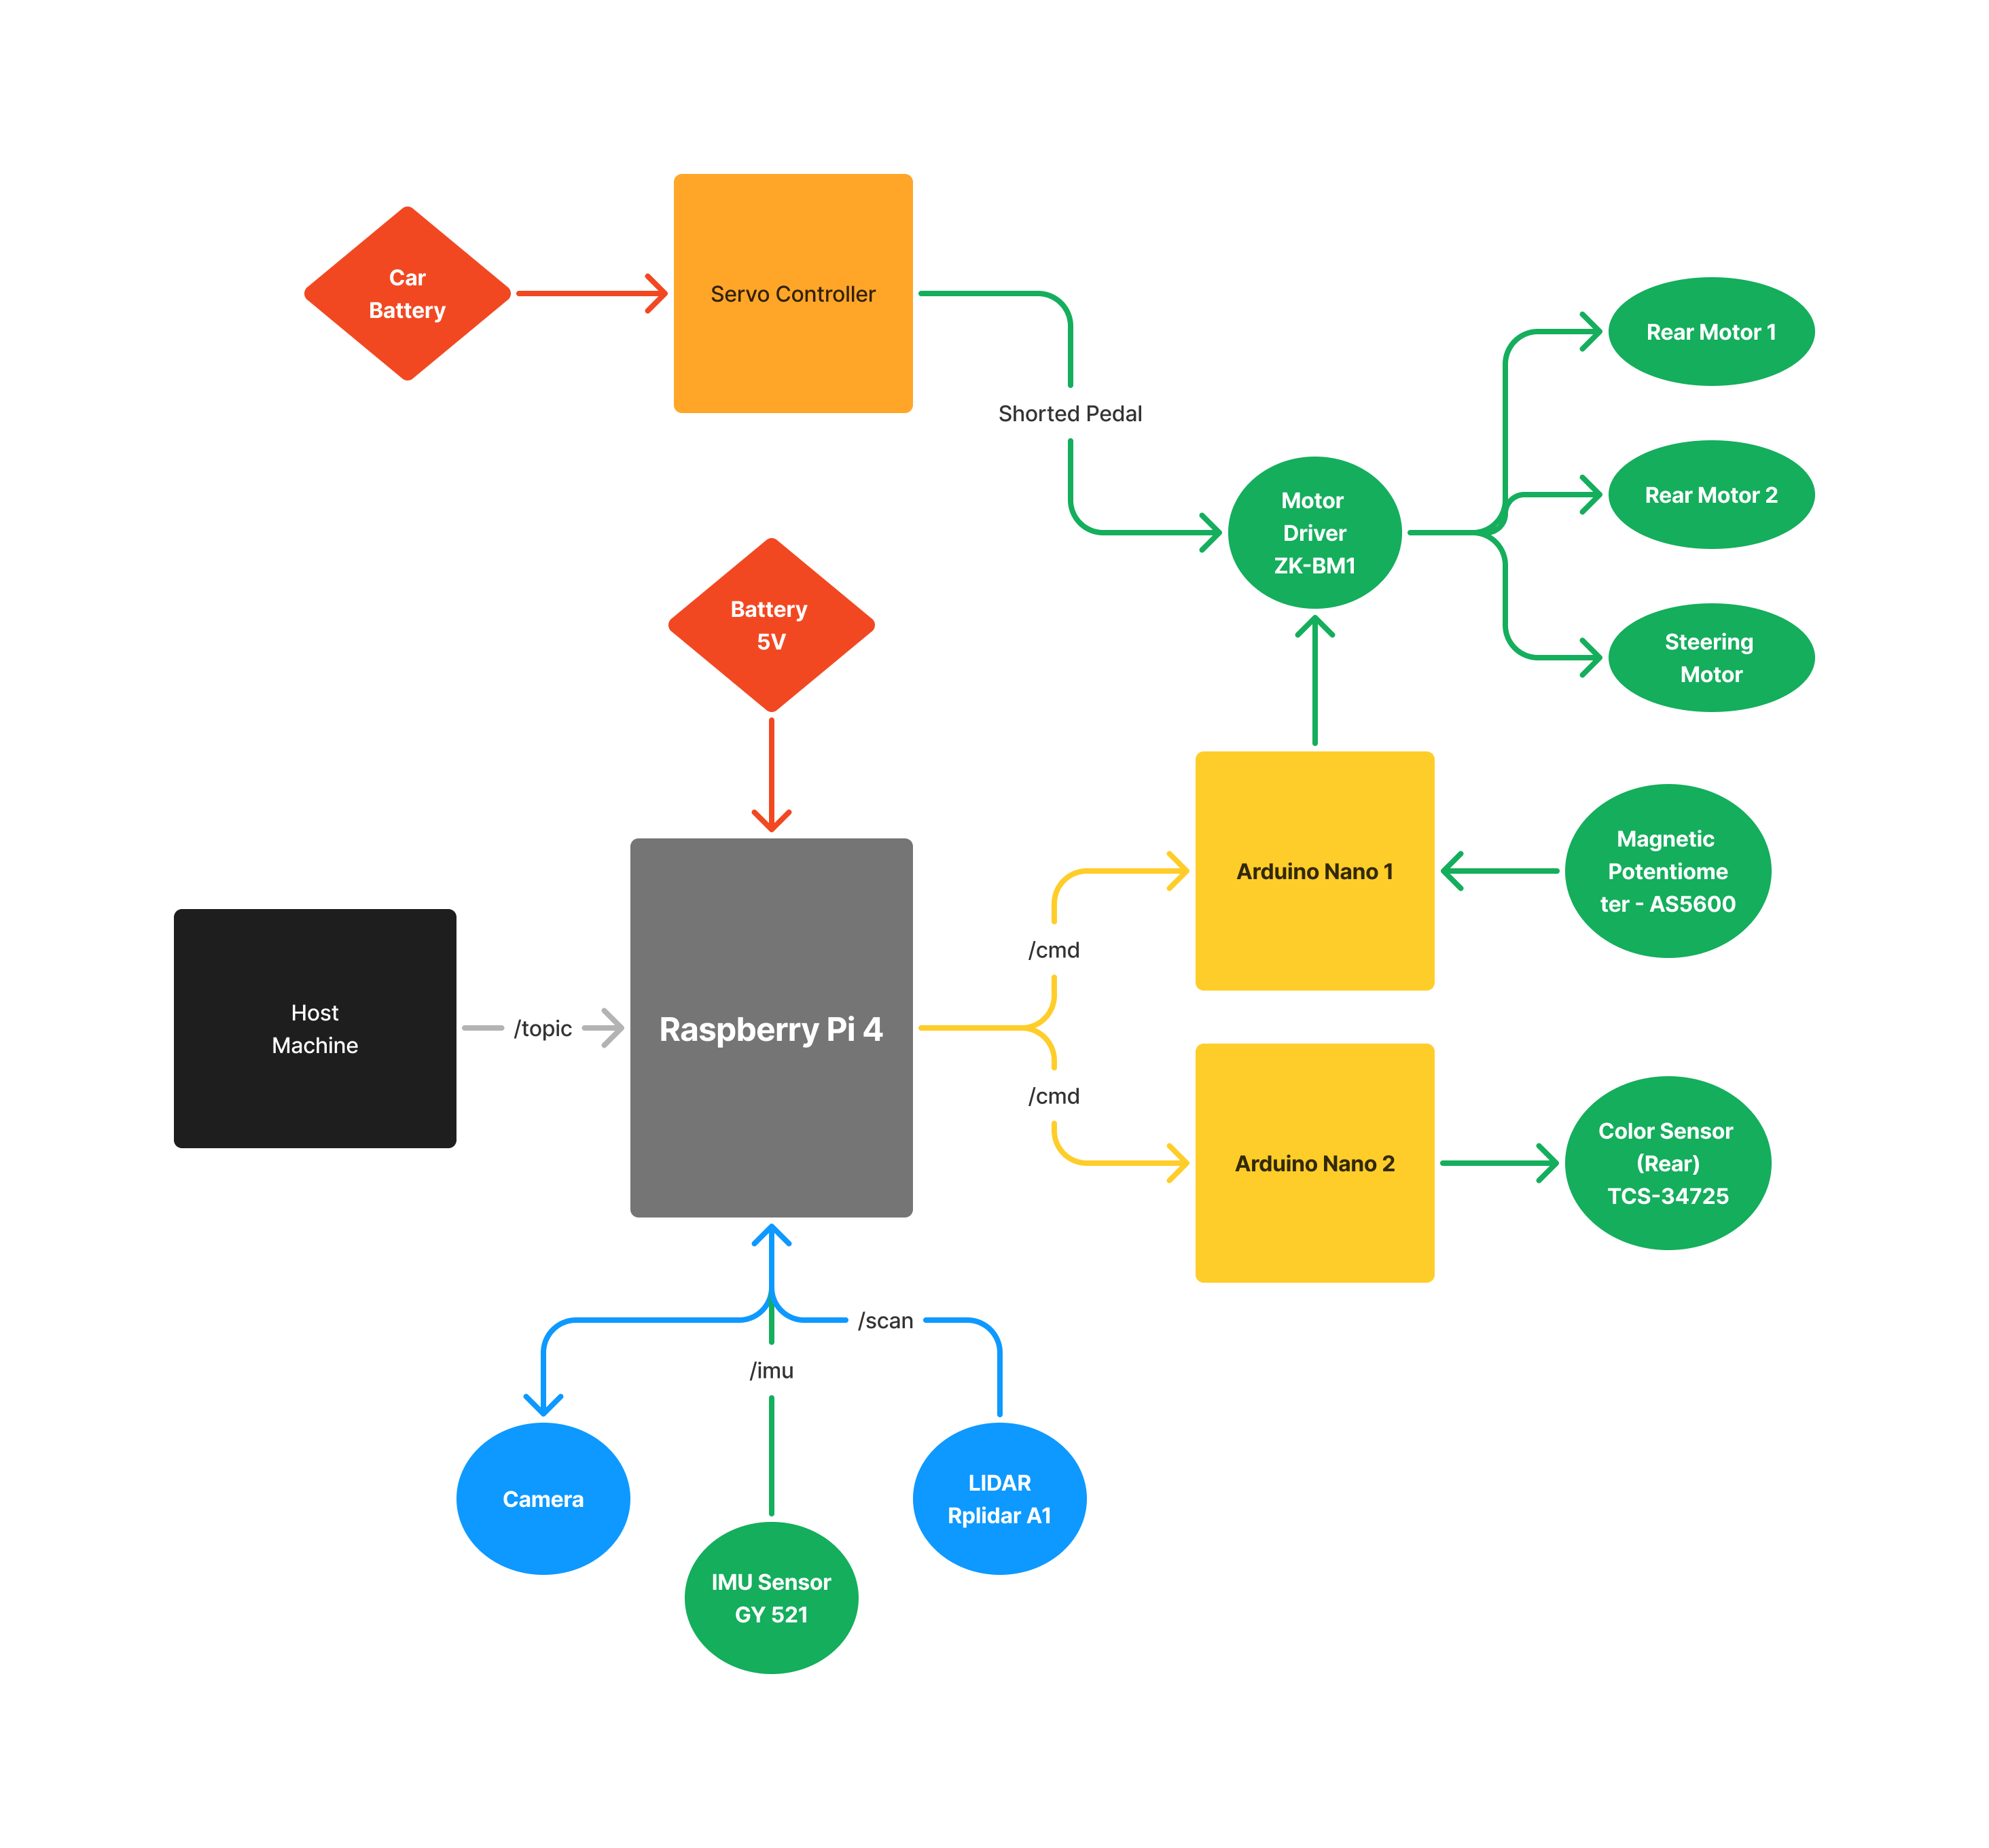 Car
Battery
Servo Controller
Shorted Pedal
Rear Motor 1
Rear Motor 2
Motor
Driver
ZK-BM1
Steering
Motor
Battery
5V
Magnetic
Potentiome
ter - AS5600
Arduino Nano 1
/cmd
Host
Machine
/topic
Raspberry Pi 4
/cmd
Arduino Nano 2
Color Sensor
(Rear)
TCS-34725
/scan
/imu
Camera
LIDAR
Rplidar A1
IMU Sensor
GY 521